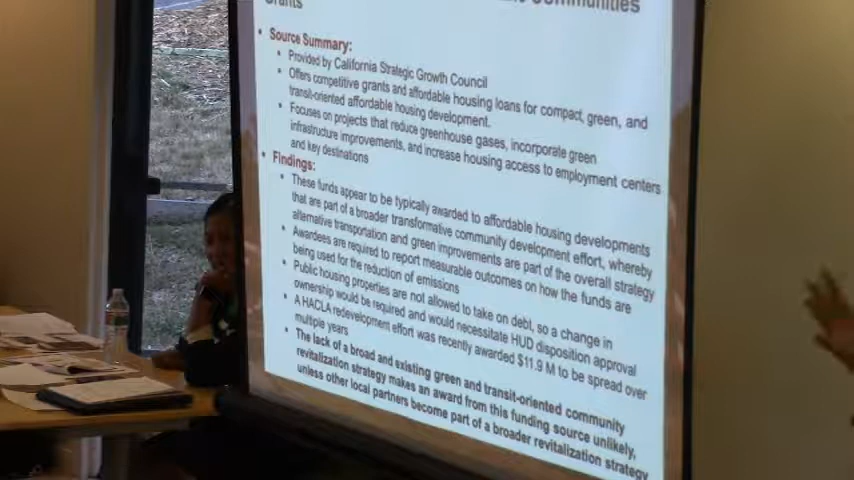 Communities
Grants
• Source Summary:
• Provided by California Strategic Growth Council
• Offers competitive grants and affordable housing loans for compact, green, and
transit-oriented affordable housing development.
• Focuses on projects that reduce greenhouse gases, incorporate green
infrastructure improvements, and increase housing access to employment centers
and key destinations
• Findings:
• These funds appear to be typically awarded to affordable housing developments
that are part of a broader transformative community development effort, whereby
alternative transportation and green improvements are part of the overall strategy
• Awardees are required to report measurable outcomes on how the funds are
being used for the reduction of emissions
• Public housing properties are not allowed to take on debt, so a change in
ownership would be required and would necessitate HUD disposition approval
• A HACLA redevelopment effort was recently awarded $11.9 M to be spread over
multiple years
• The lack of a broad and existing green and transit-oriented community
revitalization strategy makes an award from this funding source unlikely,
unless other local partners become part of a broader revitalization strategy